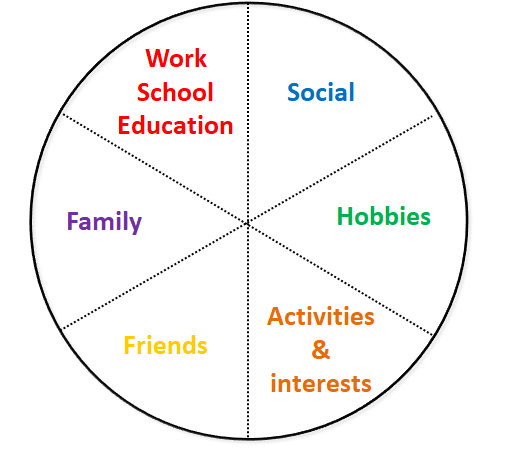 Work
School
Education
Social
Family
Hobbies
Friends
Activities
&
interests